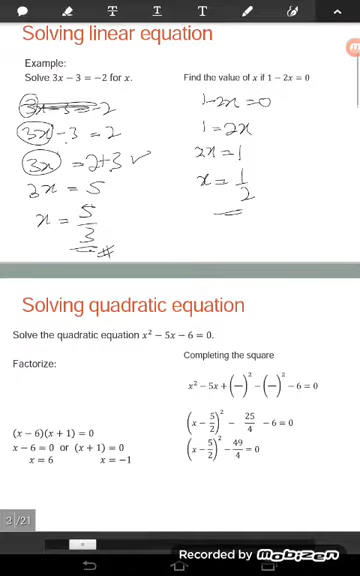 Solving linear equation
Example:
Solve 3x − 3 = −2 for x.
3x − 3 = 2
3x = 2+3 ✓
3x = 5
x = 5/3 #
Find the value of x if 1 − 2x = 0
1−2x = 0
1 = 2x
2x = 1
x = 1/2
Solving quadratic equation
Solve the quadratic equation x² − 5x − 6 = 0.
Factorize:
(x − 6)(x + 1) = 0
x − 6 = 0 or (x + 1) = 0
x = 6 x = −1
Completing the square
x² − 5x + (—)² − (—)² − 6 = 0
(x − 5/2)² − 25/4 − 6 = 0
(x − 5/2)² − 49/4 = 0
3 /21
Recorded by Mobizen